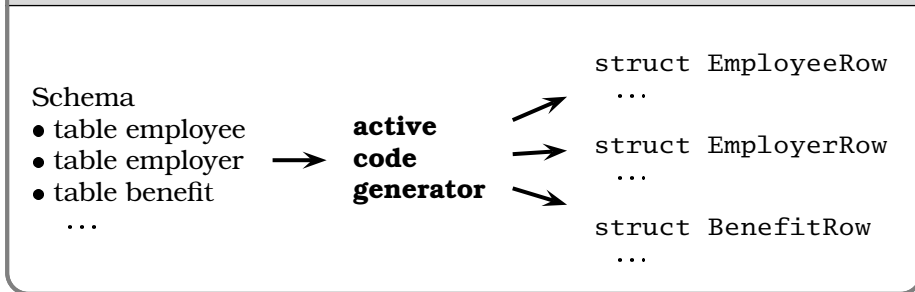 Schema
• table employee
• table employer
• table benefit
...
active
code
generator
struct EmployeeRow
...
struct EmployerRow
...
struct BenefitRow
...